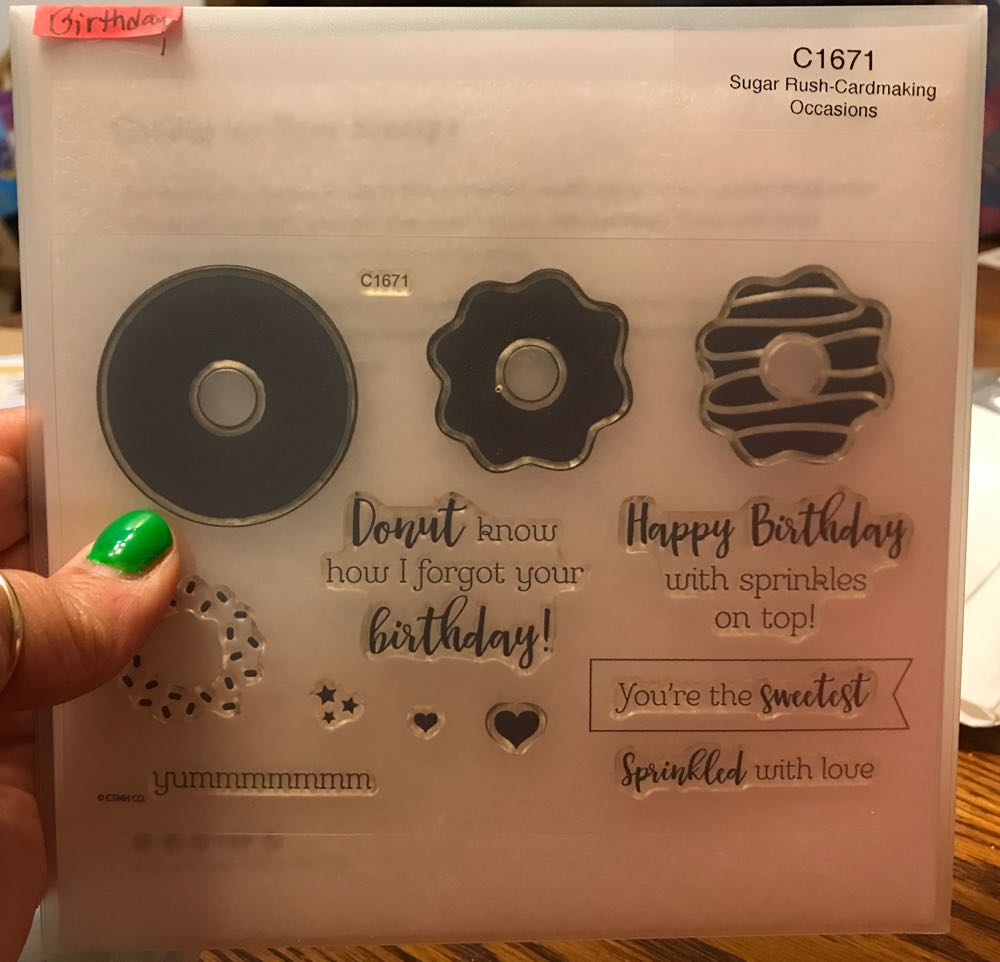 Birthday
C1671
Sugar Rush-Cardmaking
Occasions
C1671
Donut know
how I forgot your
birthday!
Happy Birthday
with sprinkles
on top!
You're the sweetest
Sprinkled with love
yummmmmmm
© CTMH CO.